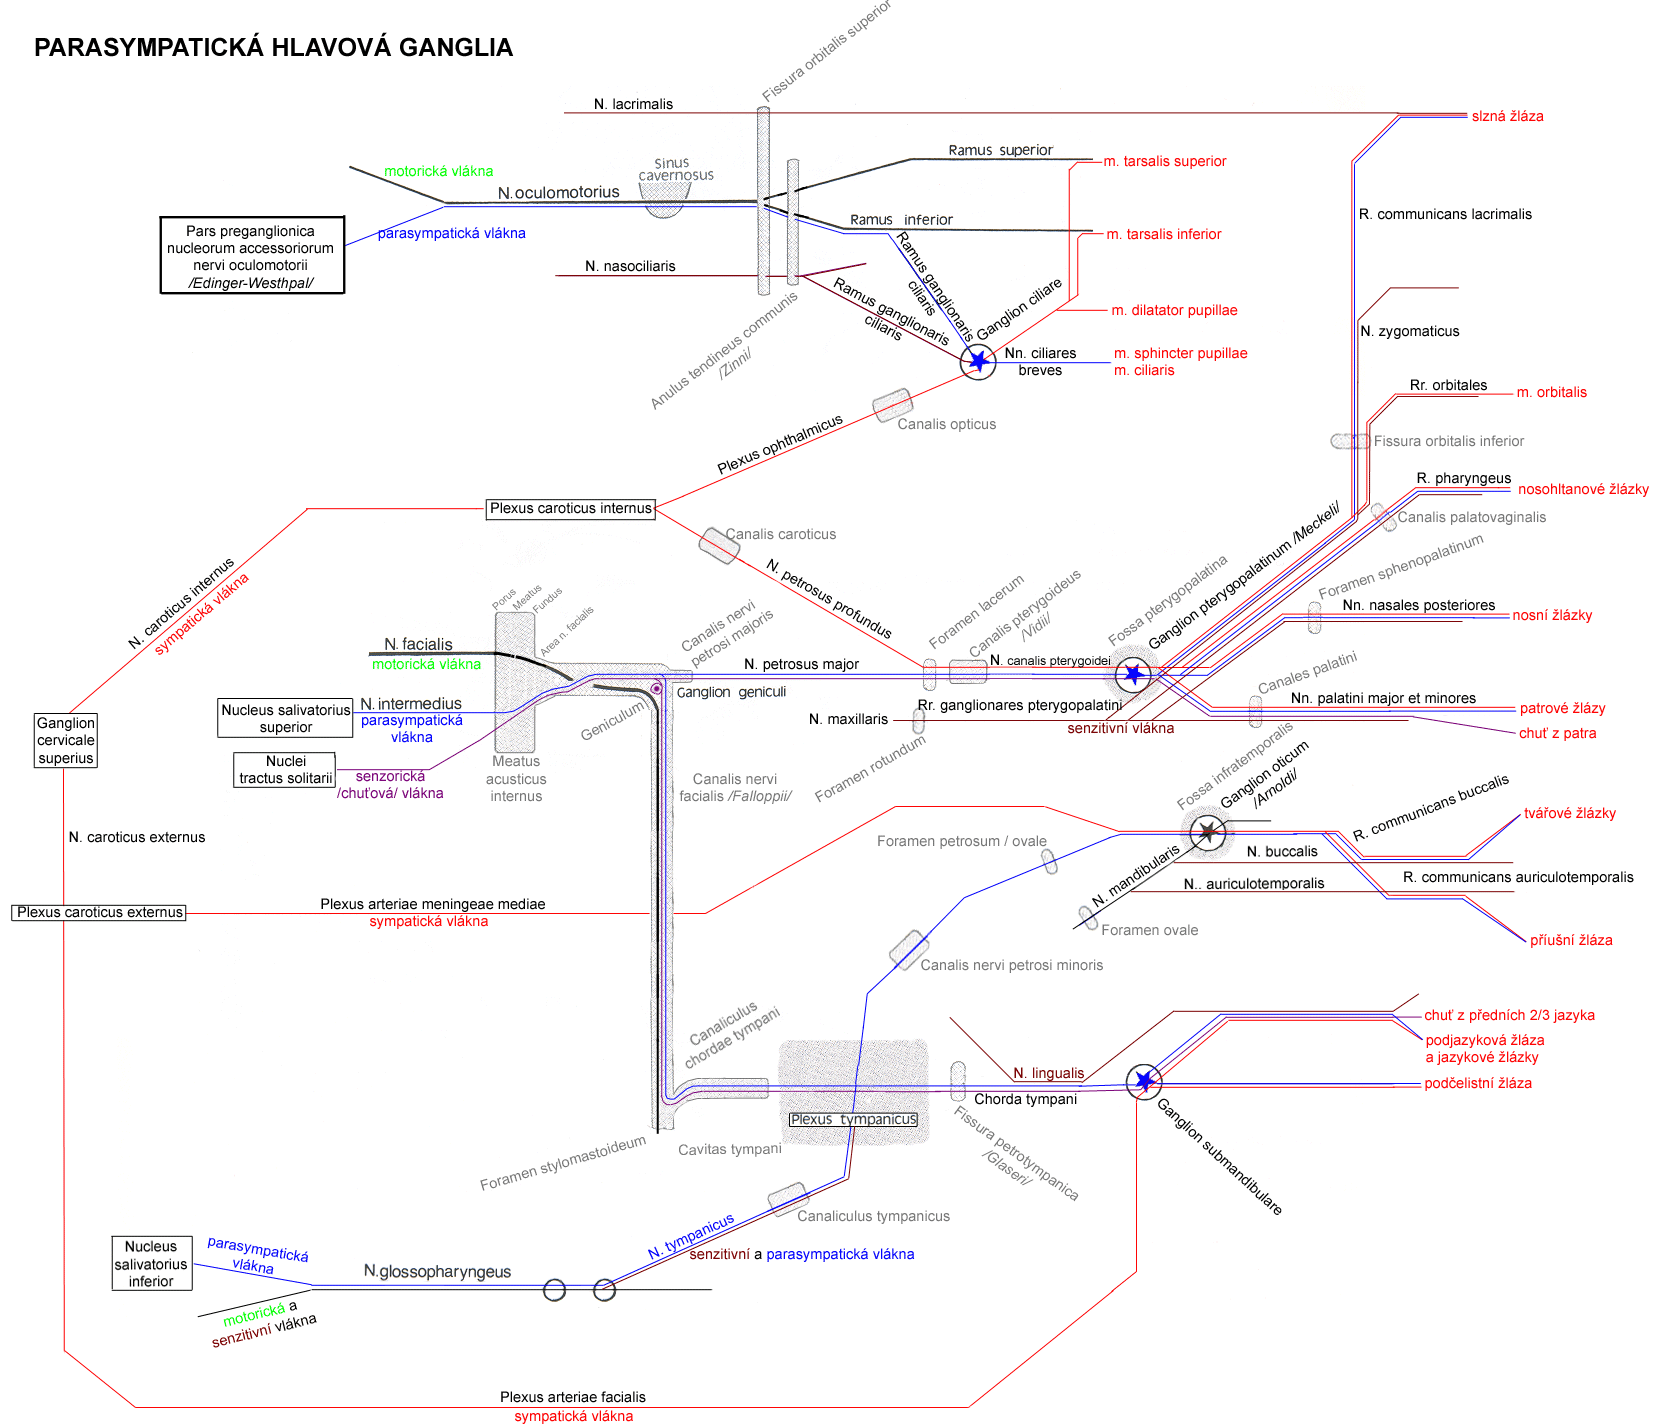 PARASYMPATICKÁ HLAVOVÁ GANGLIA
Fissura orbitalis superior
N. lacrimalis
slzná žláza
motorická vlákna
Sinus
cavernosus
N.oculomotorius
Ramus superior
m. tarsalis superior
Pars preganglionica
nucleorum accessoriorum
nervi oculomotorii
/Edinger-Westhpal/
parasympatická vlákna
Ramus inferior
m. tarsalis inferior
R. communicans lacrimalis
N. nasociliaris
Ramus ganglionaris
ciliaris
Ramus ganglionaris
ciliaris
Ganglion ciliare
m. dilatator pupillae
Anulus tendineus communis
/Zinni/
Nn. ciliares
breves
m. sphincter pupillae
m. ciliaris
N. zygomaticus
Rr. orbitales
m. orbitalis
Canalis opticus
Fissura orbitalis inferior
Plexus ophthalmicus
Plexus caroticus internus
R. pharyngeus
nosohltanové žlázky
Canalis palatovaginalis
Canalis caroticus
N. petrosus profundus
N. caroticus internus
sympatická vlákna
Porus
Meatus
Fundus
Area n. facialis
Canalis nervi
petrosi majoris
Foramen lacerum
Canalis pterygoideus
/Vidii/
Fossa pterygopalatina
Ganglion pterygopalatinum /Meckeli/
Foramen sphenopalatinum
Nn. nasales posteriores
nosní žlázky
N. facialis
motorická vlákna
N. petrosus major
N. canalis pterygoidei
Ganglion geniculi
Canales palatini
Nn. palatini major et minores
patrové žlázy
chuť z patra
Nucleus salivatorius
superior
N. intermedius
parasympatická
vlákna
Geniculum
N. maxillaris
Rr. ganglionares pterygopalatini
senzitivní vlákna
Foramen rotundum
Ganglion
cervicale
superius
Nuclei
tractus solitarii
senzorická
/chuťová/ vlákna
Meatus
acusticus
internus
Canalis nervi
facialis /Falloppii/
Fossa infratemporalis
Ganglion oticum
/Arnoldi/
R. communicans buccalis
tvářové žlázky
N. caroticus externus
Foramen petrosum / ovale
N. mandibularis
N. buccalis
N.. auriculotemporalis
R. communicans auriculotemporalis
Plexus caroticus externus
Plexus arteriae meningeae mediae
sympatická vlákna
Foramen ovale
příušní žláza
Canalis nervi petrosi minoris
Canaliculus
chordae tympani
chuť z předních 2/3 jazyka
podjazyková žláza
a jazykové žlázky
podčelistní žláza
N. lingualis
Chorda tympani
Plexus tympanicus
Cavitas tympani
Foramen stylomastoideum
Fissura petrotympanica
/Glaseri/
Ganglion submandibulare
Canaliculus tympanicus
N. tympanicus
senzitivní a parasympatická vlákna
Nucleus
salivatorius
inferior
parasympatická
vlákna
N.glossopharyngeus
motorická a
senzitivní vlákna
Plexus arteriae facialis
sympatická vlákna